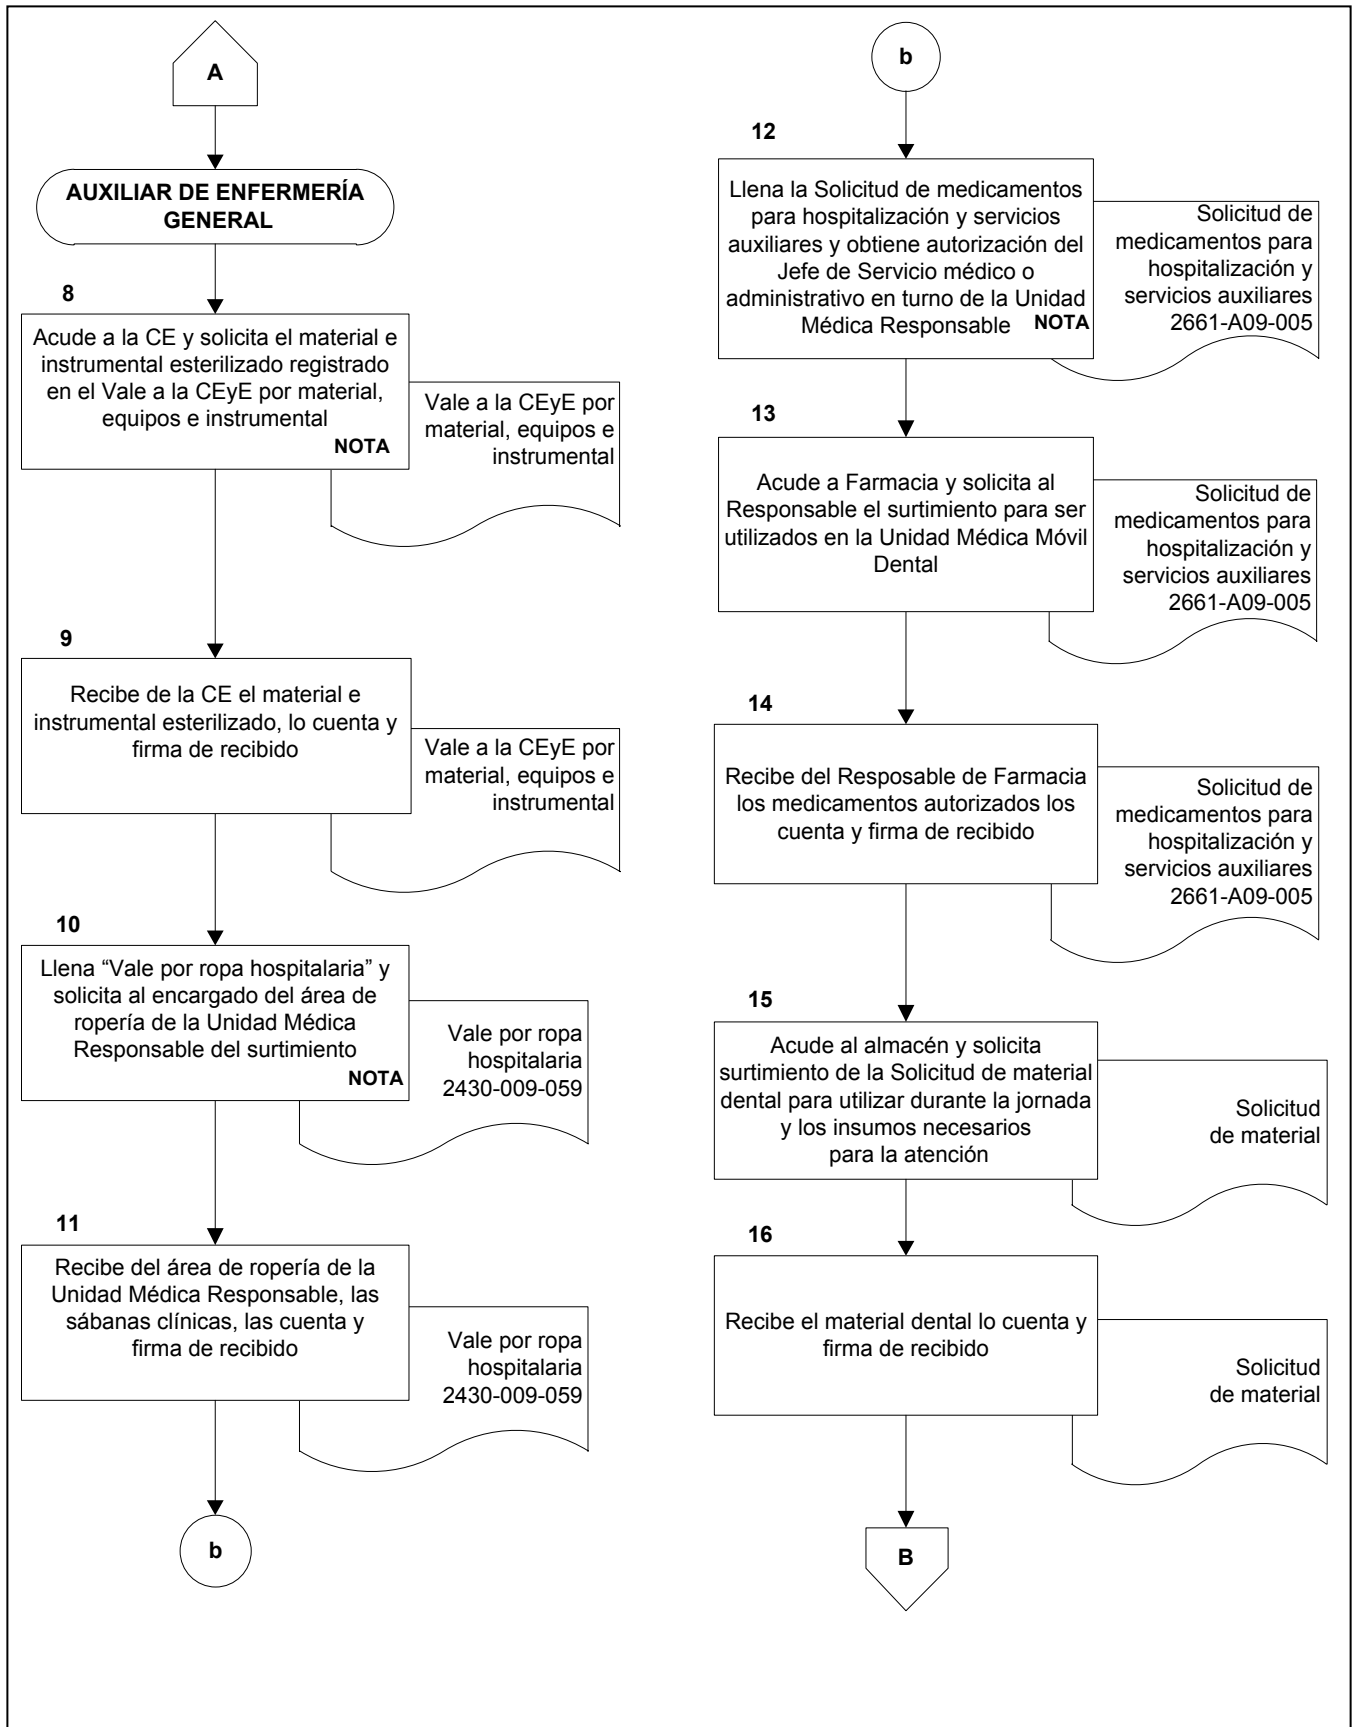 A
AUXILIAR DE ENFERMERÍA
GENERAL
8
Acude a la CE y solicita el material e
instrumental esterilizado registrado
en el Vale a la CEyE por material,
equipos e instrumental
NOTA
Vale a la CEyE por
material, equipos e
instrumental
9
Recibe de la CE el material e
instrumental esterilizado, lo cuenta y
firma de recibido
Vale a la CEyE por
material, equipos e
instrumental
10
Llena “Vale por ropa hospitalaria” y
solicita al encargado del área de
ropería de la Unidad Médica
Responsable del surtimiento
NOTA
Vale por ropa
hospitalaria
2430-009-059
11
Recibe del área de ropería de la
Unidad Médica Responsable, las
sábanas clínicas, las cuenta y
firma de recibido
Vale por ropa
hospitalaria
2430-009-059
b
b
12
Llena la Solicitud de medicamentos
para hospitalización y servicios
auxiliares y obtiene autorización del
Jefe de Servicio médico o
administrativo en turno de la Unidad
Médica Responsable NOTA
Solicitud de
medicamentos para
hospitalización y
servicios auxiliares
2661-A09-005
13
Acude a Farmacia y solicita al
Responsable el surtimiento para ser
utilizados en la Unidad Médica Móvil
Dental
Solicitud de
medicamentos para
hospitalización y
servicios auxiliares
2661-A09-005
14
Recibe del Resposable de Farmacia
los medicamentos autorizados los
cuenta y firma de recibido
Solicitud de
medicamentos para
hospitalización y
servicios auxiliares
2661-A09-005
15
Acude al almacén y solicita
surtimiento de la Solicitud de material
dental para utilizar durante la jornada
y los insumos necesarios
para la atención
Solicitud
de material
16
Recibe el material dental lo cuenta y
firma de recibido
Solicitud
de material
B